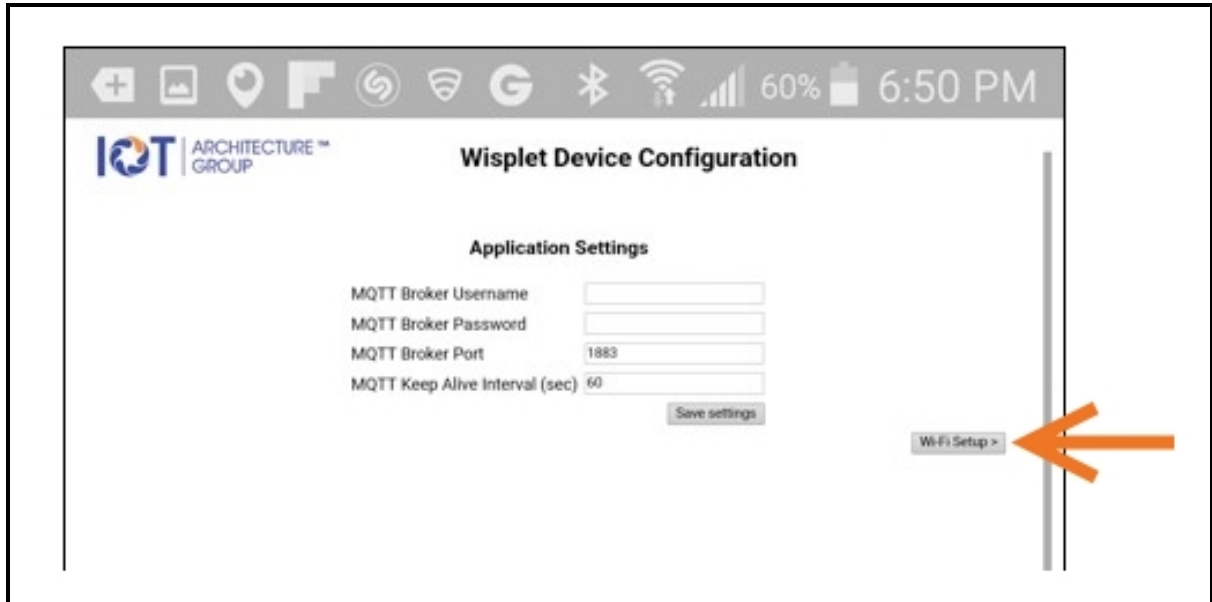 60% 6:50 PM
IOT ARCHITECTURE ™
GROUP
Wisplet Device Configuration
Application Settings
MQTT Broker Username
MQTT Broker Password
MQTT Broker Port 1883
MQTT Keep Alive Interval (sec) 60
Save settings
Wi-Fi Setup >